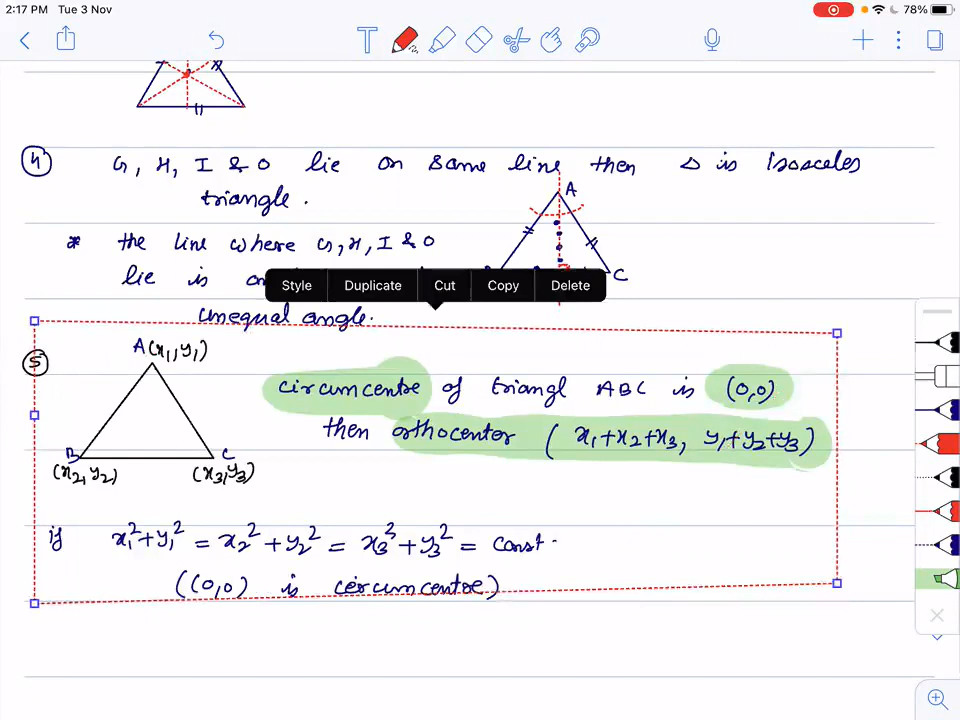 2:17 PM Tue 3 Nov
78%
T
4
G, H, I & O lie on same line then Δ is Isosceles
triangle.
A
* the line where G, H, I & O
C
lie is
Style Duplicate Cut Copy Delete
unequal angle.
5
A(x₁, y₁)
circumcentre of triangl ABC is (0,0)
then orthocenter (x₁+x₂+x₃, y₁+y₂+y₃)
B C
(x₂, y₂) (x₃, y₃)
if x₁²+y₁² = x₂²+y₂² = x₃³+y₃² = const.
((0,0) is circumcentre)